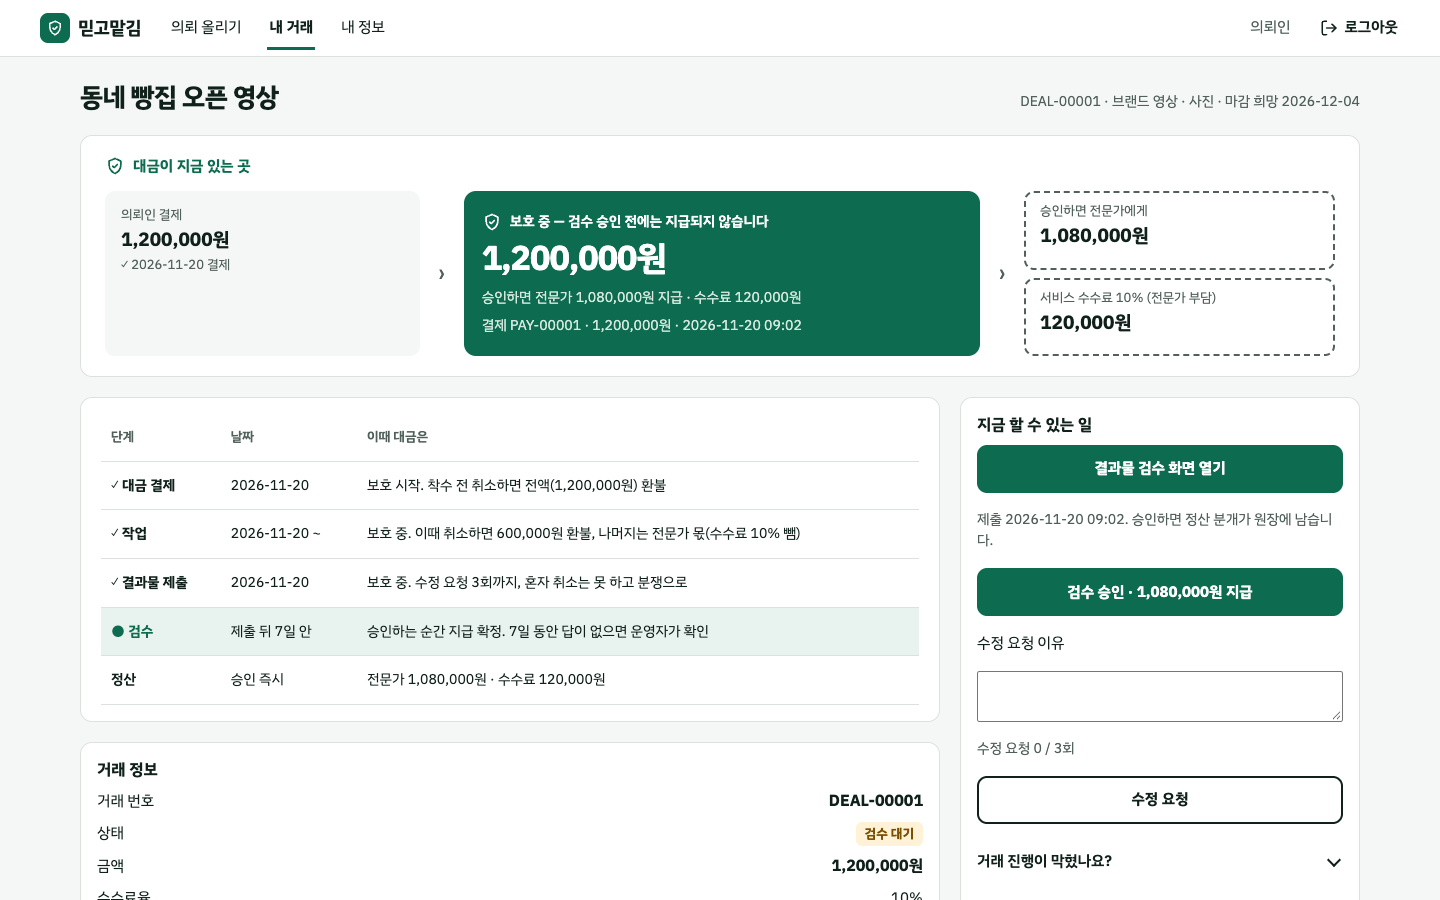 믿고맡김
의뢰 올리기
내 거래
내 정보
의뢰인
로그아웃
동네 빵집 오픈 영상
DEAL-00001 · 브랜드 영상 · 사진 · 마감 희망 2026-12-04
대금이 지금 있는 곳
의뢰인 결제
1,200,000원
✓ 2026-11-20 결제
›
보호 중 — 검수 승인 전에는 지급되지 않습니다
1,200,000원
승인하면 전문가 1,080,000원 지급 · 수수료 120,000원
결제 PAY-00001 · 1,200,000원 · 2026-11-20 09:02
›
승인하면 전문가에게
1,080,000원
서비스 수수료 10% (전문가 부담)
120,000원
단계 날짜 이때 대금은
✓ 대금 결제 2026-11-20 보호 시작. 착수 전 취소하면 전액(1,200,000원) 환불
✓ 작업 2026-11-20 ~ 보호 중. 이때 취소하면 600,000원 환불, 나머지는 전문가 몫(수수료 10% 뺌)
✓ 결과물 제출 2026-11-20 보호 중. 수정 요청 3회까지, 혼자 취소는 못 하고 분쟁으로
● 검수 제출 뒤 7일 안 승인하는 순간 지급 확정. 7일 동안 답이 없으면 운영자가 확인
정산 승인 즉시 전문가 1,080,000원 · 수수료 120,000원
거래 정보
거래 번호 DEAL-00001
상태 검수 대기
금액 1,200,000원
수수료율 10%
지금 할 수 있는 일
결과물 검수 화면 열기
제출 2026-11-20 09:02. 승인하면 정산 분개가 원장에 남습니
다.
검수 승인 · 1,080,000원 지급
수정 요청 이유
수정 요청 0 / 3회
수정 요청
거래 진행이 막혔나요?